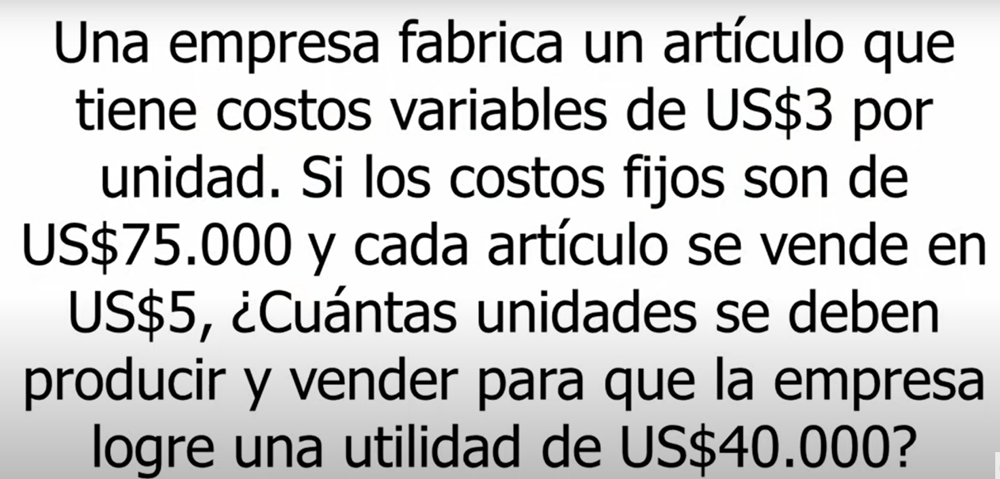 Una empresa fabrica un artículo que
tiene costos variables de US$3 por
unidad. Si los costos fijos son de
US$75.000 y cada artículo se vende en
US$5, ¿Cuántas unidades se deben
producir y vender para que la empresa
logre una utilidad de US$40.000?